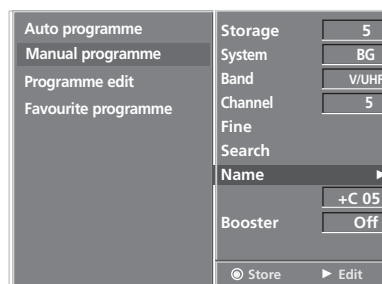 Auto programme
Manual programme
Programme edit
Favourite programme
Storage 5
System BG
Band V/UHF
Channel 5
Fine
Search
Name ►
+C 05
Booster Off
◉ Store ► Edit